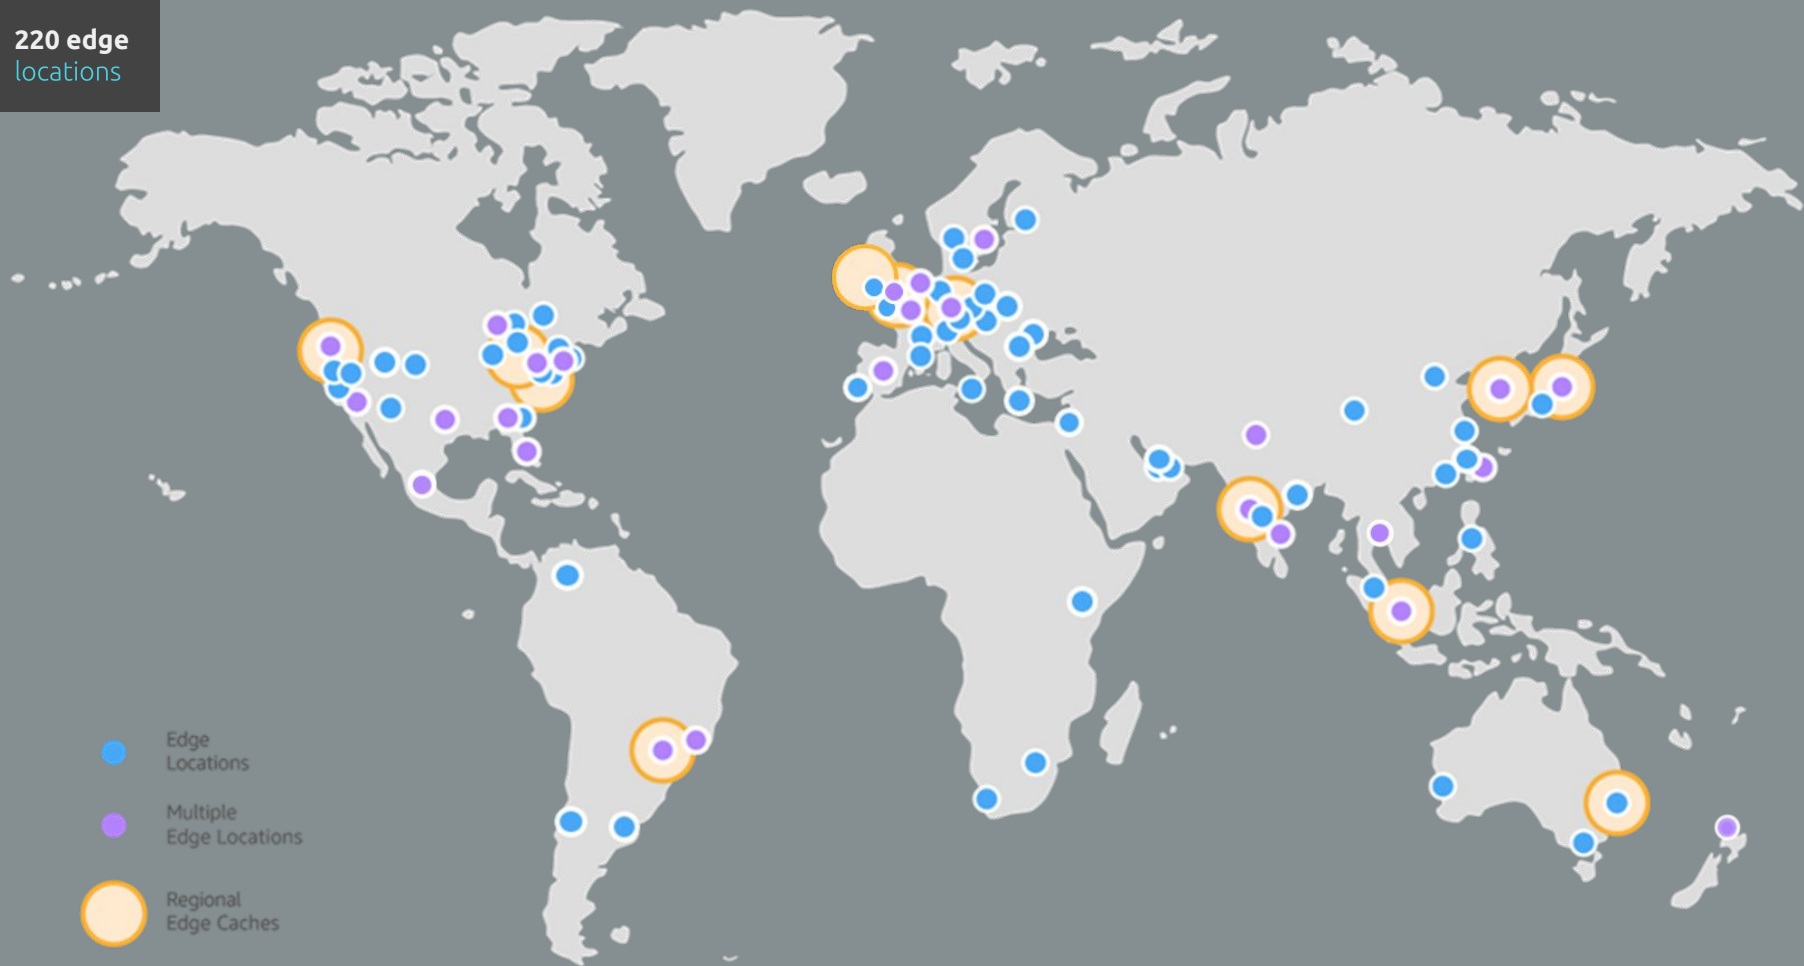 220 edge
locations
Edge
Locations
Multiple
Edge Locations
Regional
Edge Caches